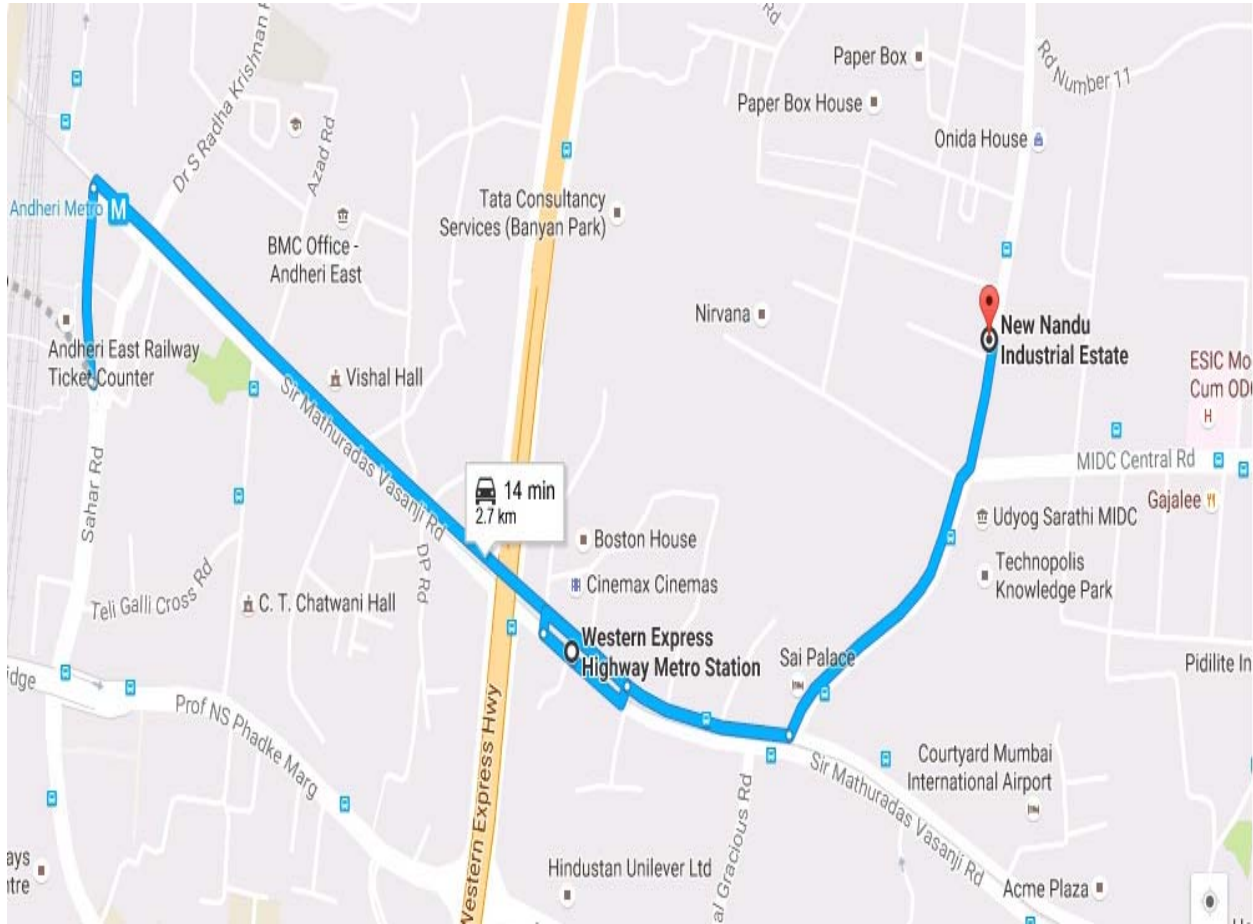 Rd
Paper Box
Rd Number 11
Paper Box House
Onida House
Dr S Radha Krishnan
Azad Rd
Andheri Metro
M
Tata Consultancy
Services (Banyan Park)
BMC Office -
Andheri East
Nirvana
New Nandu
Industrial Estate
Andheri East Railway
Ticket Counter
ESIC Mo
Cum OD
H
Vishal Hall
Sir Mathuradas Vasanji Rd
MIDC Central Rd
14 min
2.7 km
Gajalee
Sahar Rd
Udyog Sarathi MIDC
Boston House
Technopolis
Knowledge Park
DP Rd
Cinemax Cinemas
Teli Galli Cross Rd
C. T. Chatwani Hall
Western Express
Highway Metro Station
Sai Palace
Pidilite In
idge
Prof NS Phadke Marg
Western Express Hwy
Courtyard Mumbai
International Airport
Sir Mathuradas Vasanji Rd
al Gracious Rd
Hindustan Unilever Ltd
ays
ntre
Acme Plaza